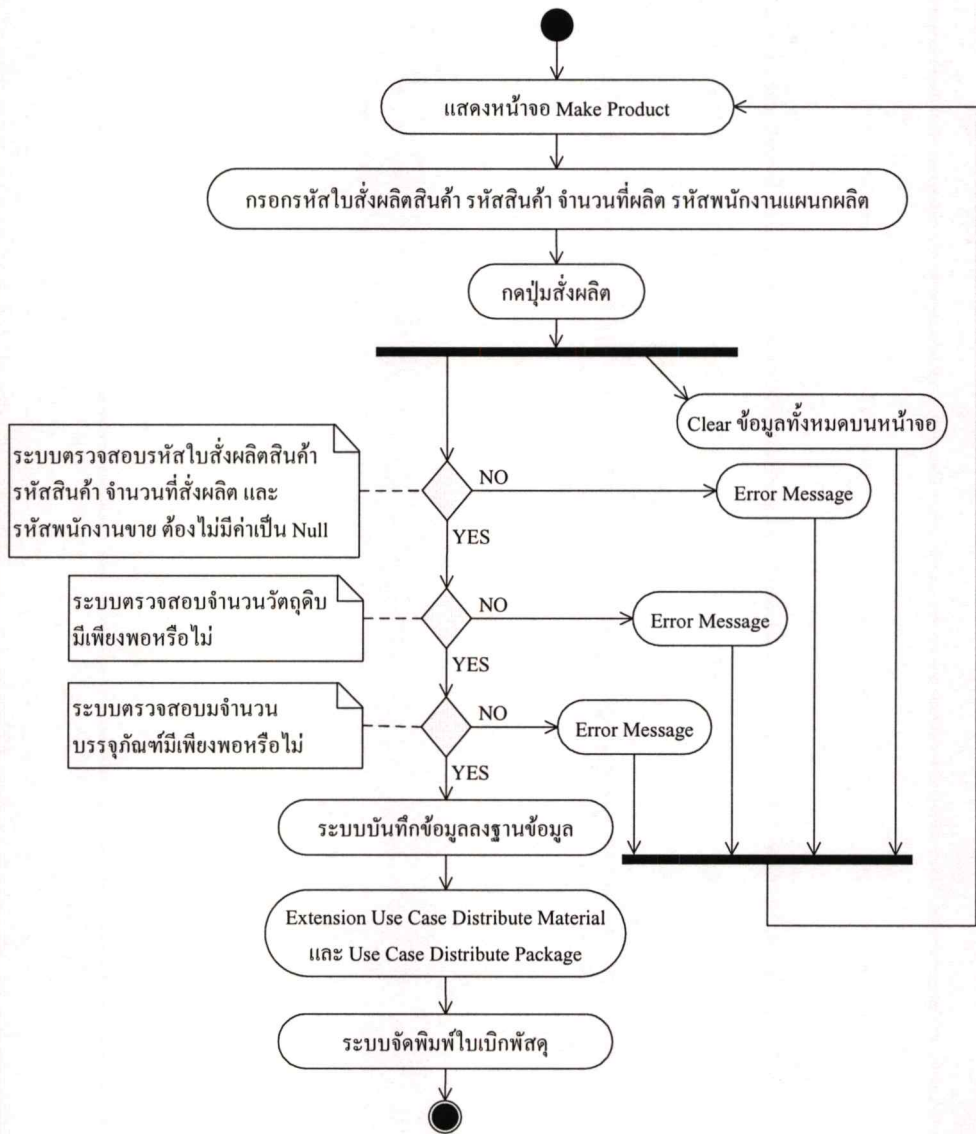 แสดงหน้าจอ Make Product
กรอกรหัสใบสั่งผลิตสินค้า รหัสสินค้า จำนวนที่ผลิต รหัสพนักงานแผนกผลิต
กดปุ่มสั่งผลิต
Clear ข้อมูลทั้งหมดบนหน้าจอ
ระบบตรวจสอบรหัสใบสั่งผลิตสินค้า
รหัสสินค้า จำนวนที่สั่งผลิต และ
รหัสพนักงานขาย ต้องไม่มีค่าเป็น Null
NO
Error Message
YES
ระบบตรวจสอบจำนวนวัตถุดิบ
มีเพียงพอหรือไม่
NO
Error Message
YES
ระบบตรวจสอบมจำนวน
บรรจุภัณฑ์มีเพียงพอหรือไม่
NO
Error Message
YES
ระบบบันทึกข้อมูลลงฐานข้อมูล
Extension Use Case Distribute Material
และ Use Case Distribute Package
ระบบจัดพิมพ์ใบเบิกพัสดุ